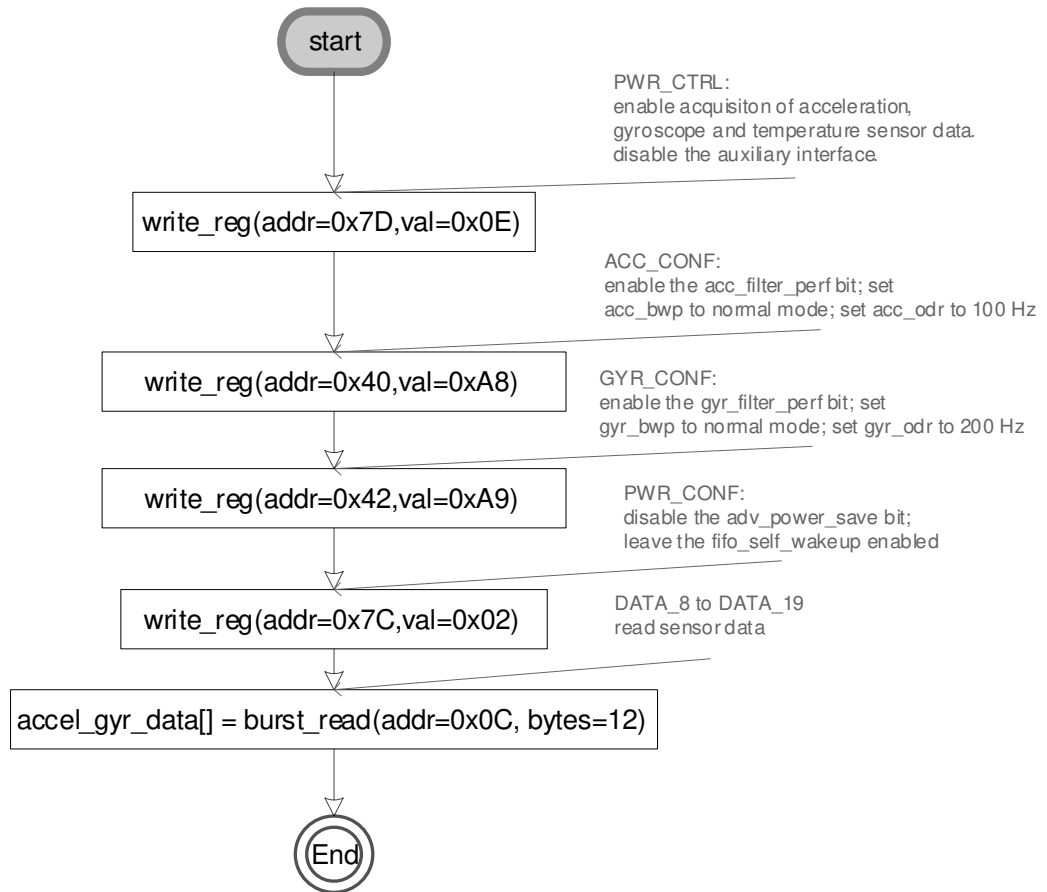 start
PWR_CTRL:
enable acquisiton of acceleration,
gyroscope and temperature sensor data.
disable the auxiliary interface.
write_reg(addr=0x7D,val=0x0E)
ACC_CONF:
enable the acc_filter_perf bit; set
acc_bwp to normal mode; set acc_odr to 100 Hz
write_reg(addr=0x40,val=0xA8)
GYR_CONF:
enable the gyr_filter_perf bit; set
gyr_bwp to normal mode; set gyr_odr to 200 Hz
write_reg(addr=0x42,val=0xA9)
PWR_CONF:
disable the adv_power_save bit;
leave the fifo_self_wakeup enabled
write_reg(addr=0x7C,val=0x02)
DATA_8 to DATA_19
read sensor data
accel_gyr_data[] = burst_read(addr=0x0C, bytes=12)
End